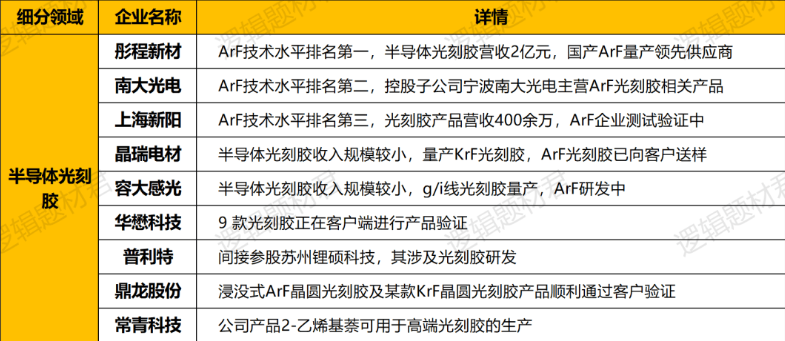 细分领域 企业名称 详情
半导体光刻胶
彤程新材 ArF技术水平排名第一，半导体光刻胶营收2亿元，国产ArF量产领先供应商
南大光电 ArF技术水平排名第二，控股子公司宁波南大光电主营ArF光刻胶相关产品
上海新阳 ArF技术水平排名第三，光刻胶产品营收400余万，ArF企业测试验证中
晶瑞电材 半导体光刻胶收入规模较小，量产KrF光刻胶，ArF光刻胶已向客户送样
容大感光 半导体光刻胶收入规模较小，g/i线光刻胶量产，ArF研发中
华懋科技 9 款光刻胶正在客户端进行产品验证
普利特 间接参股苏州锂硕科技，其涉及光刻胶研发
鼎龙股份 浸没式ArF晶圆光刻胶及某款KrF晶圆光刻胶产品顺利通过客户验证
常青科技 公司产品2-乙烯基萘可用于高端光刻胶的生产
逻辑题材君